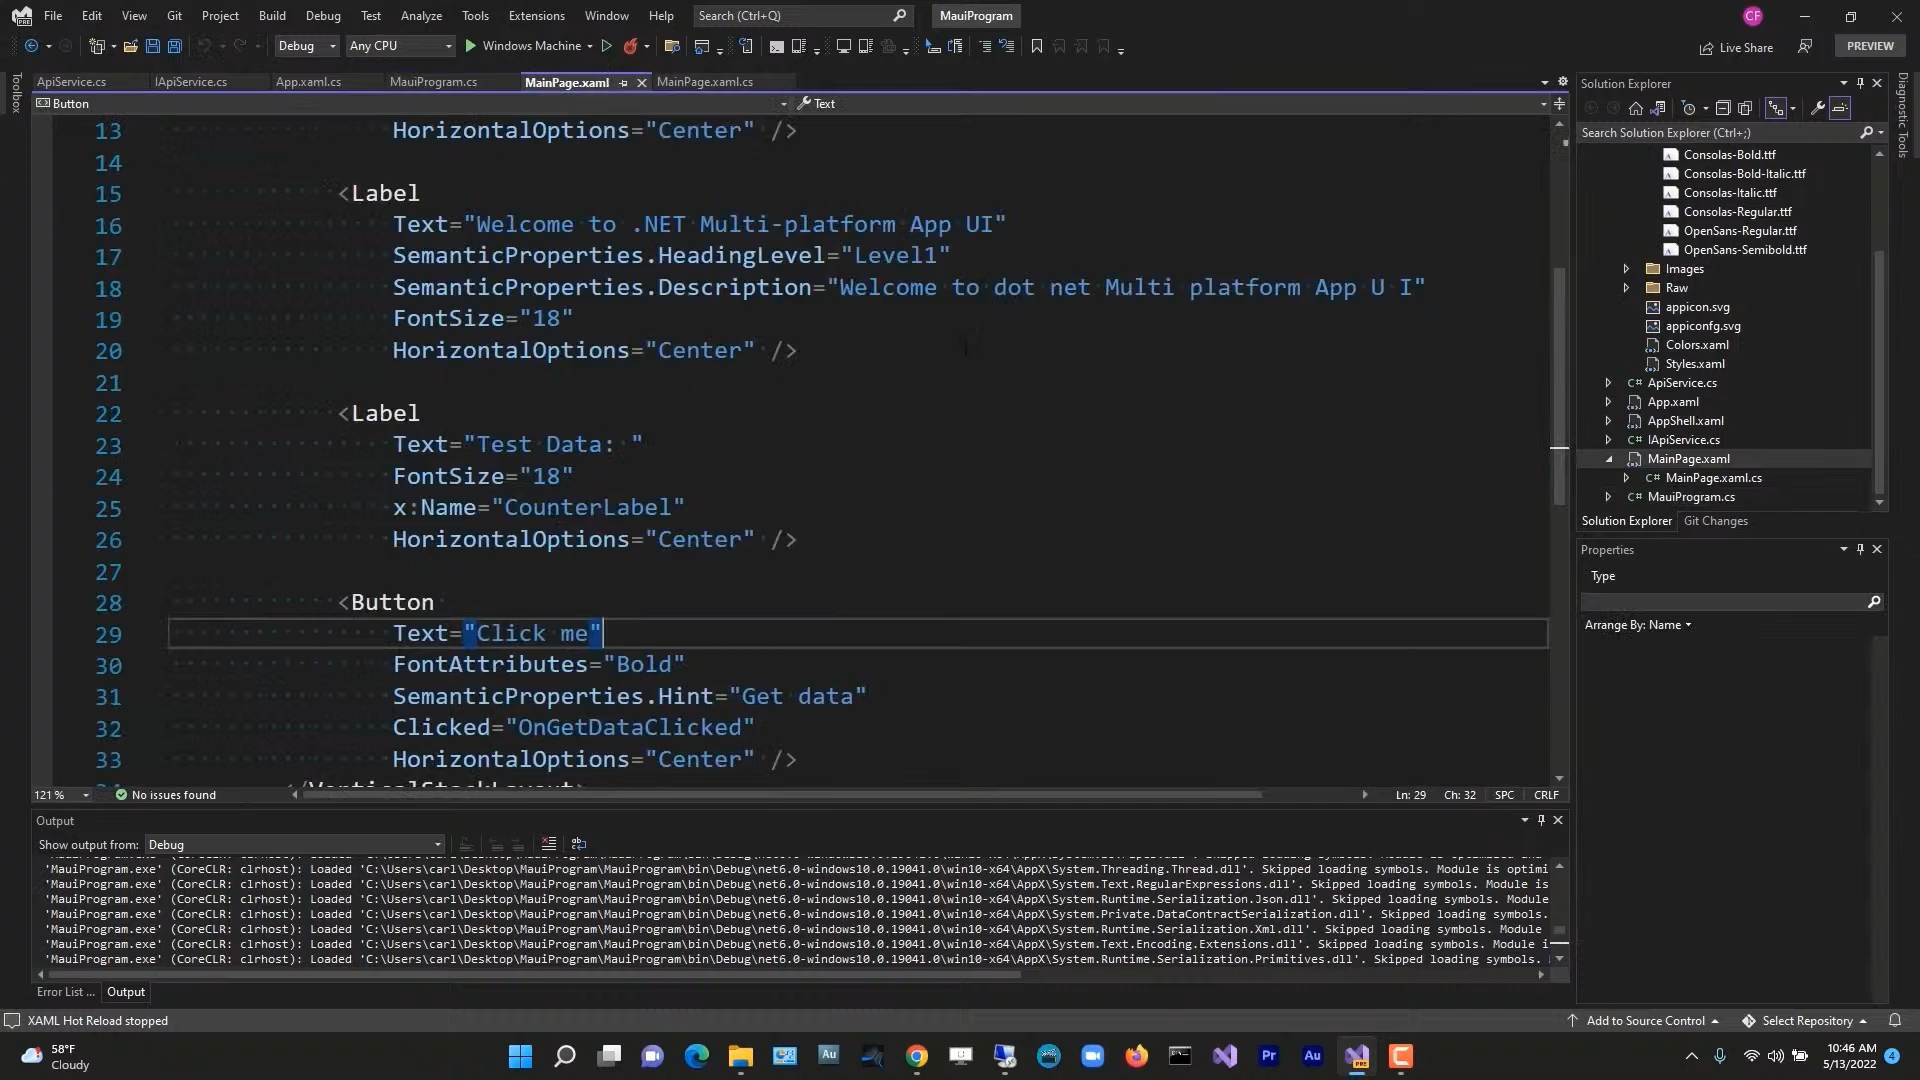 File Edit View Git Project Build Debug Test Analyze Tools Extensions Window Help Search (Ctrl+Q) MauiProgram CF
Debug Any CPU Windows Machine Live Share PREVIEW
ApiService.cs IApiService.cs App.xaml.cs MauiProgram.cs MainPage.xaml MainPage.xaml.cs
Toolbox
Button Text
13 HorizontalOptions="Center" />
14
15 <Label
16 Text="Welcome to .NET Multi-platform App UI"
17 SemanticProperties.HeadingLevel="Level1"
18 SemanticProperties.Description="Welcome to dot net Multi platform App U I"
19 FontSize="18"
20 HorizontalOptions="Center" />
21
22 <Label
23 Text="Test Data: "
24 FontSize="18"
25 x:Name="CounterLabel"
26 HorizontalOptions="Center" />
27
28 <Button
29 Text="Click me"
30 FontAttributes="Bold"
31 SemanticProperties.Hint="Get data"
32 Clicked="OnGetDataClicked"
33 HorizontalOptions="Center" />
121 % No issues found Ln: 29 Ch: 32 SPC CRLF
Output
Show output from: Debug
'MauiProgram.exe' (CoreCLR: clrhost): Loaded 'C:\Users\carl\Desktop\MauiProgram\MauiProgram\bin\Debug\net6.0-windows10.0.19041.0\win10-x64\AppX\System.Threading.Thread.dll'. Skipped loading symbols. Module is optimi
'MauiProgram.exe' (CoreCLR: clrhost): Loaded 'C:\Users\carl\Desktop\MauiProgram\MauiProgram\bin\Debug\net6.0-windows10.0.19041.0\win10-x64\AppX\System.Text.RegularExpressions.dll'. Skipped loading symbols. Module is
'MauiProgram.exe' (CoreCLR: clrhost): Loaded 'C:\Users\carl\Desktop\MauiProgram\MauiProgram\bin\Debug\net6.0-windows10.0.19041.0\win10-x64\AppX\System.Runtime.Serialization.Json.dll'. Skipped loading symbols. Module
'MauiProgram.exe' (CoreCLR: clrhost): Loaded 'C:\Users\carl\Desktop\MauiProgram\MauiProgram\bin\Debug\net6.0-windows10.0.19041.0\win10-x64\AppX\System.Private.DataContractSerialization.dll'. Skipped loading symbols.
'MauiProgram.exe' (CoreCLR: clrhost): Loaded 'C:\Users\carl\Desktop\MauiProgram\MauiProgram\bin\Debug\net6.0-windows10.0.19041.0\win10-x64\AppX\System.Runtime.Serialization.Xml.dll'. Skipped loading symbols. Module
'MauiProgram.exe' (CoreCLR: clrhost): Loaded 'C:\Users\carl\Desktop\MauiProgram\MauiProgram\bin\Debug\net6.0-windows10.0.19041.0\win10-x64\AppX\System.Text.Encoding.Extensions.dll'. Skipped loading symbols. Module i
'MauiProgram.exe' (CoreCLR: clrhost): Loaded 'C:\Users\carl\Desktop\MauiProgram\MauiProgram\bin\Debug\net6.0-windows10.0.19041.0\win10-x64\AppX\System.Runtime.Serialization.Primitives.dll'. Skipped loading symbols.
Error List ... Output
Solution Explorer
Search Solution Explorer (Ctrl+;)
Consolas-Bold.ttf
Consolas-Bold-Italic.ttf
Consolas-Italic.ttf
Consolas-Regular.ttf
OpenSans-Regular.ttf
OpenSans-Semibold.ttf
Images
Raw
appicon.svg
appiconfg.svg
Colors.xaml
Styles.xaml
C# ApiService.cs
App.xaml
AppShell.xaml
C# IApiService.cs
MainPage.xaml
C# MainPage.xaml.cs
C# MauiProgram.cs
Solution Explorer Git Changes
Properties
Type
Arrange By: Name
Diagnostic Tools
XAML Hot Reload stopped Add to Source Control Select Repository
58°F
Cloudy
Au Pr Au PRE
10:46 AM
5/13/2022
4